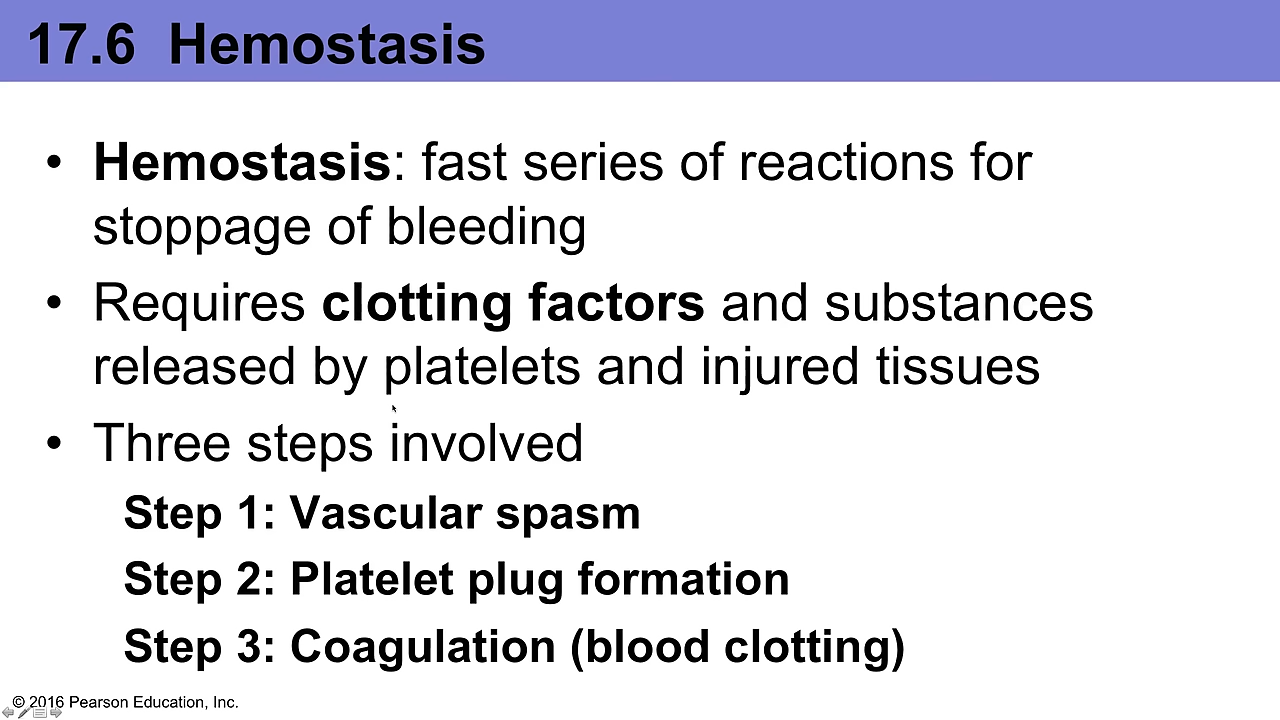 17.6 Hemostasis
• Hemostasis: fast series of reactions for
stoppage of bleeding
• Requires clotting factors and substances
released by platelets and injured tissues
• Three steps involved
Step 1: Vascular spasm
Step 2: Platelet plug formation
Step 3: Coagulation (blood clotting)
© 2016 Pearson Education, Inc.